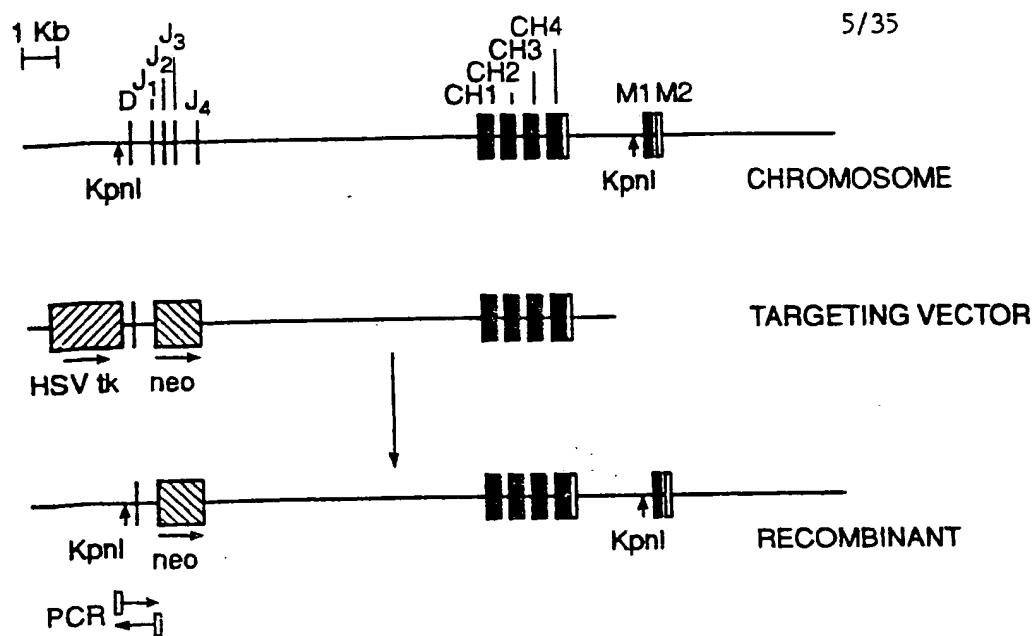 5/35
1 Kb
D J1 J2 J3 J4
CH1 CH2 CH3 CH4
M1 M2
KpnI
KpnI
CHROMOSOME
TARGETING VECTOR
HSV tk
neo
KpnI
neo
KpnI
RECOMBINANT
PCR